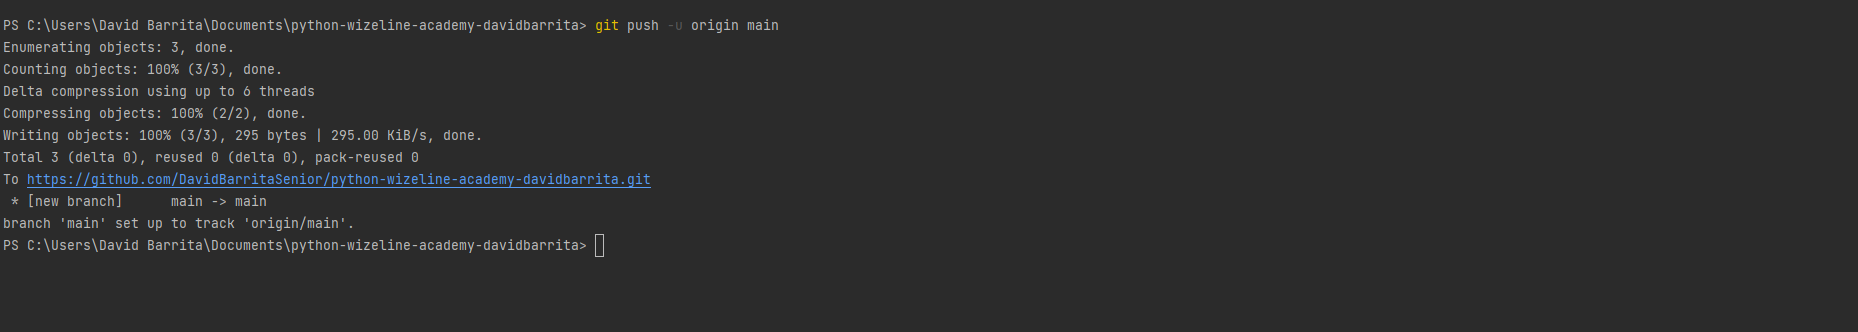 PS C:\Users\David Barrita\Documents\python-wizeline-academy-davidbarrita> git push -u origin main
Enumerating objects: 3, done.
Counting objects: 100% (3/3), done.
Delta compression using up to 6 threads
Compressing objects: 100% (2/2), done.
Writing objects: 100% (3/3), 295 bytes | 295.00 KiB/s, done.
Total 3 (delta 0), reused 0 (delta 0), pack-reused 0
To https://github.com/DavidBarritaSenior/python-wizeline-academy-davidbarrita.git
 * [new branch]      main -> main
branch 'main' set up to track 'origin/main'.
PS C:\Users\David Barrita\Documents\python-wizeline-academy-davidbarrita>